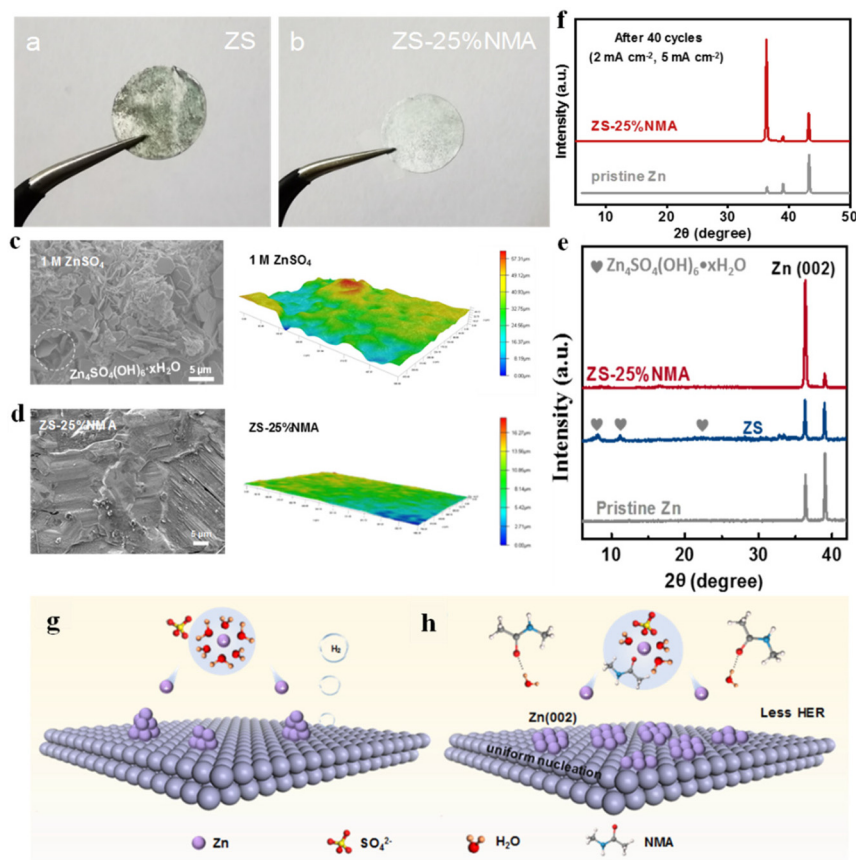 a
ZS
b
ZS-25%NMA
f
After 40 cycles
(2 mA cm⁻², 5 mA cm⁻²)
ZS-25%NMA
pristine Zn
Intensity (a.u.)
10 20 30 40 50
2θ (degree)
c
1 M ZnSO₄
Zn₄SO₄(OH)₆·xH₂O
5 μm
1 M ZnSO₄
d
ZS-25%NMA
5 μm
ZS-25%NMA
e
Zn₄SO₄(OH)₆•xH₂O
Zn (002)
ZS-25%NMA
ZS
Pristine Zn
Intensity (a.u.)
10 20 30 40
2θ (degree)
g
H₂
h
Zn(002)
Less HER
uniform nucleation
Zn
SO₄²⁻
H₂O
NMA